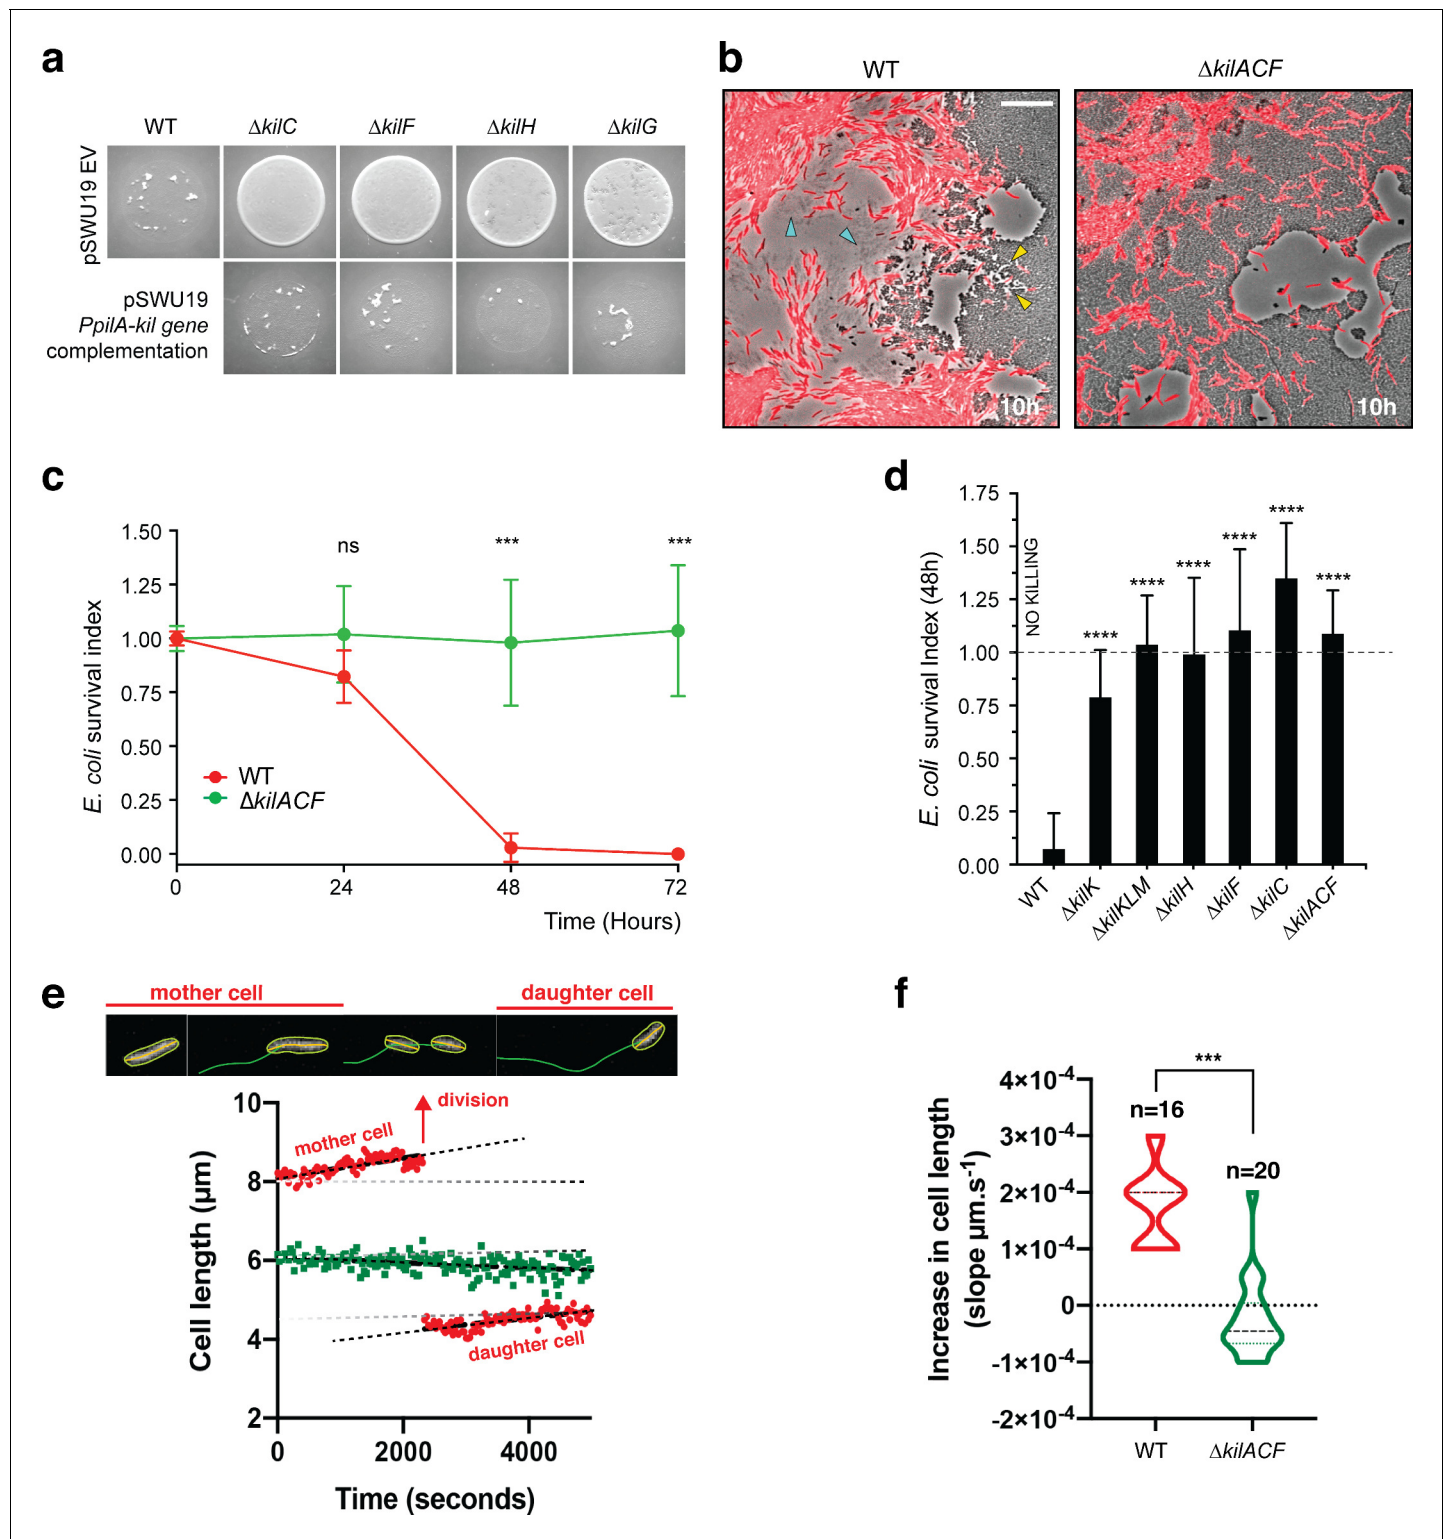 a
WT
ΔkilC
ΔkilF
ΔkilH
ΔkilG
pSWU19 EV
pSWU19
PpilA-kil gene
complementation
b
WT
ΔkilACF
10h
10h
c
E. coli survival index
1.50
1.25
1.00
0.75
0.50
0.25
0.00
ns
***
***
WT
ΔkilACF
0
24
48
72
Time (Hours)
d
E. coli survival Index (48h)
1.75
1.50
1.25
1.00
0.75
0.50
0.25
0.00
NO KILLING
****
****
****
****
****
****
WT
ΔkilK
ΔkilKLM
ΔkilH
ΔkilF
ΔkilC
ΔkilACF
e
mother cell
daughter cell
Cell length (µm)
10
8
6
4
2
mother cell
division
daughter cell
0
2000
4000
Time (seconds)
f
Increase in cell length
(slope µm.s-1)
4×10-4
3×10-4
2×10-4
1×10-4
0
-1×10-4
-2×10-4
***
n=16
n=20
WT
ΔkilACF